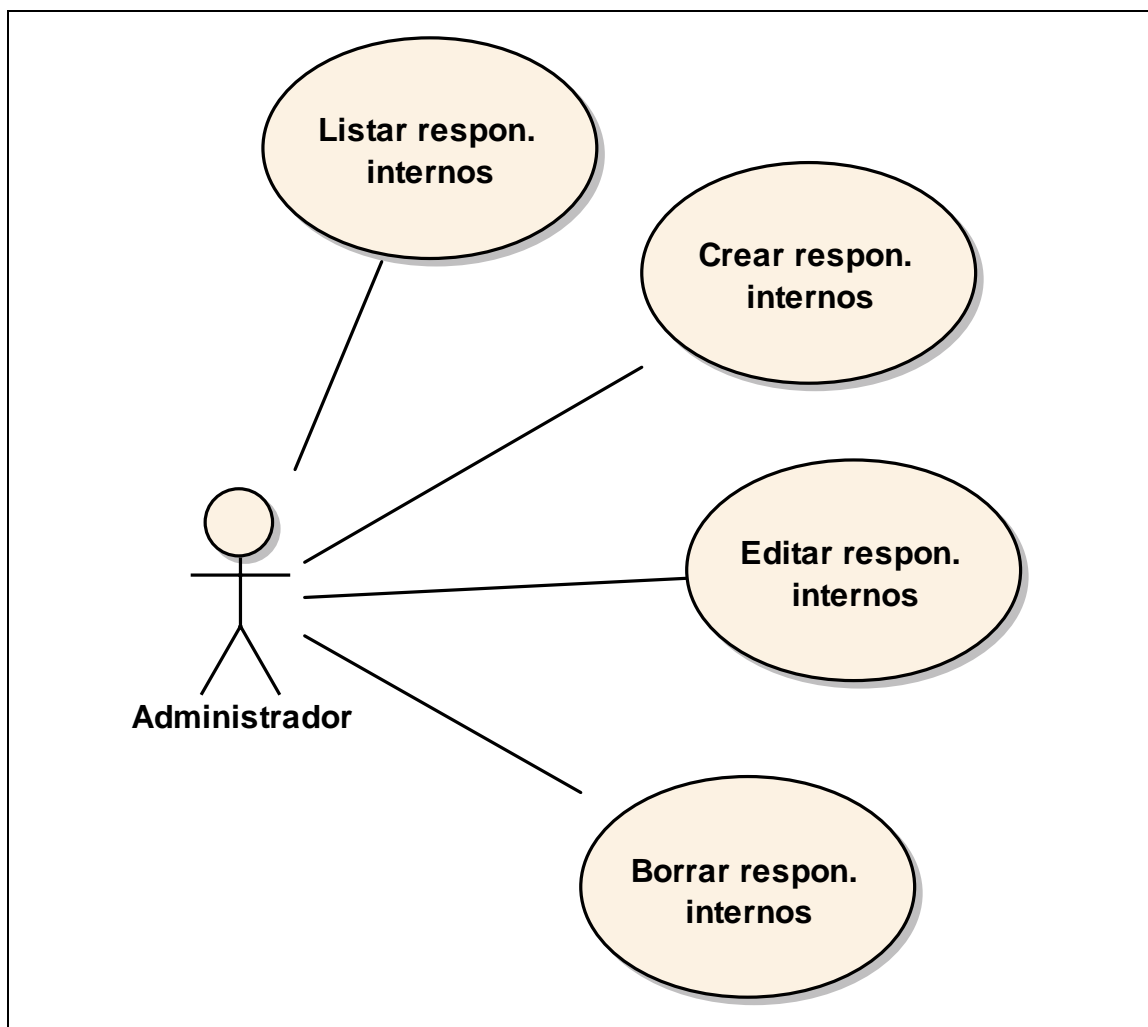 Listar respon.
internos
Crear respon.
internos
Editar respon.
internos
Administrador
Borrar respon.
internos